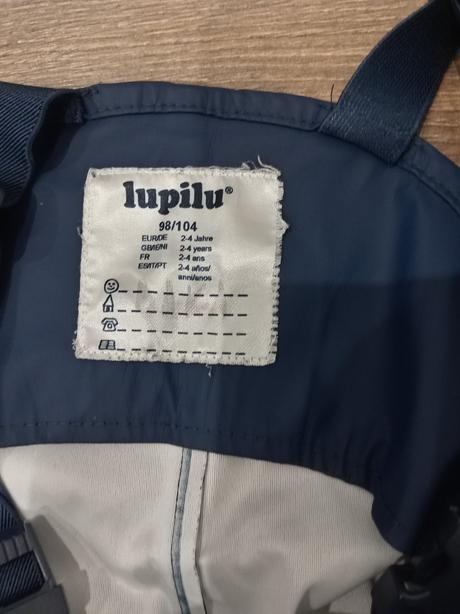 lupilu®
98/104
EUR/DE 2-4 Jahre
GB/IE/NI 2-4 years
FR 2-4 ans
ES/IT/PT 2-4 años/
anni/anos